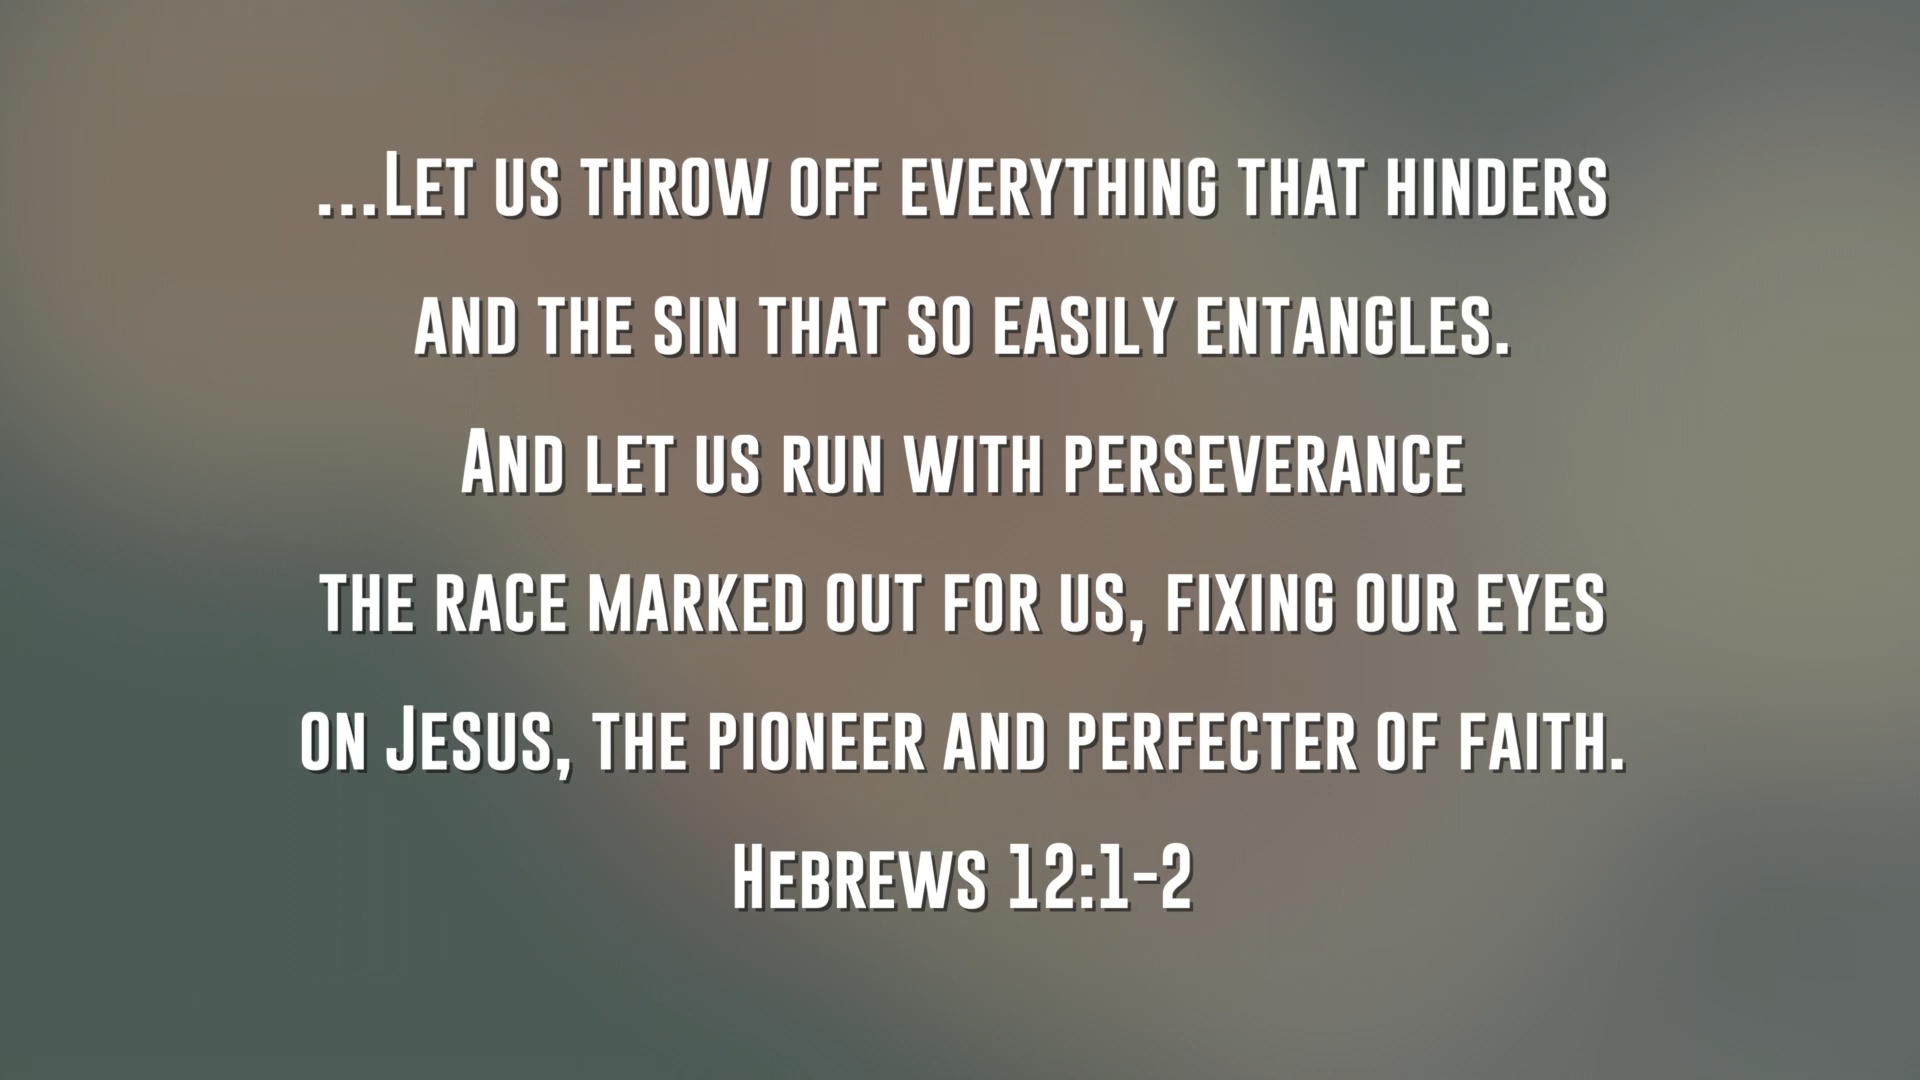 ...Let us throw off everything that hinders
and the sin that so easily entangles.
And let us run with perseverance
the race marked out for us, fixing our eyes
on Jesus, the pioneer and perfecter of faith.
Hebrews 12:1-2